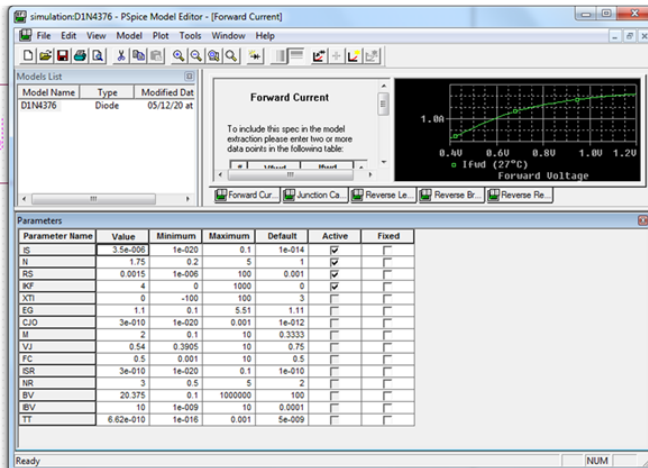 simulation:D1N4376 - PSpice Model Editor - [Forward Current]
File Edit View Model Plot Tools Window Help
Models List
Model Name Type Modified Dat
D1N4376 Diode 05/12/20 at
Forward Current
To include this spec in the model
extraction please enter two or more
data points in the following table:
# Vfwd Ifwd
1.0A
0.4V 0.6V 0.8V 1.0V 1.2V
Ifwd (27°C)
Forward Voltage
Forward Cur... Junction Ca... Reverse Le... Reverse Br... Reverse Re...
Parameters
Parameter Name Value Minimum Maximum Default Active Fixed
IS 3.5e-006 1e-020 0.1 1e-014
N 1.75 0.2 5 1
RS 0.0015 1e-006 100 0.001
IKF 4 0 1000 0
XTI 0 -100 100 3
EG 1.1 0.1 5.51 1.11
CJO 3e-010 1e-020 0.001 1e-012
M 2 0.1 10 0.3333
VJ 0.54 0.3905 10 0.75
FC 0.5 0.001 10 0.5
ISR 3e-010 1e-020 0.1 1e-010
NR 3 0.5 5 2
BV 20.375 0.1 1000000 100
IBV 10 1e-009 10 0.0001
TT 6.62e-010 1e-016 0.001 5e-009
Ready NUM